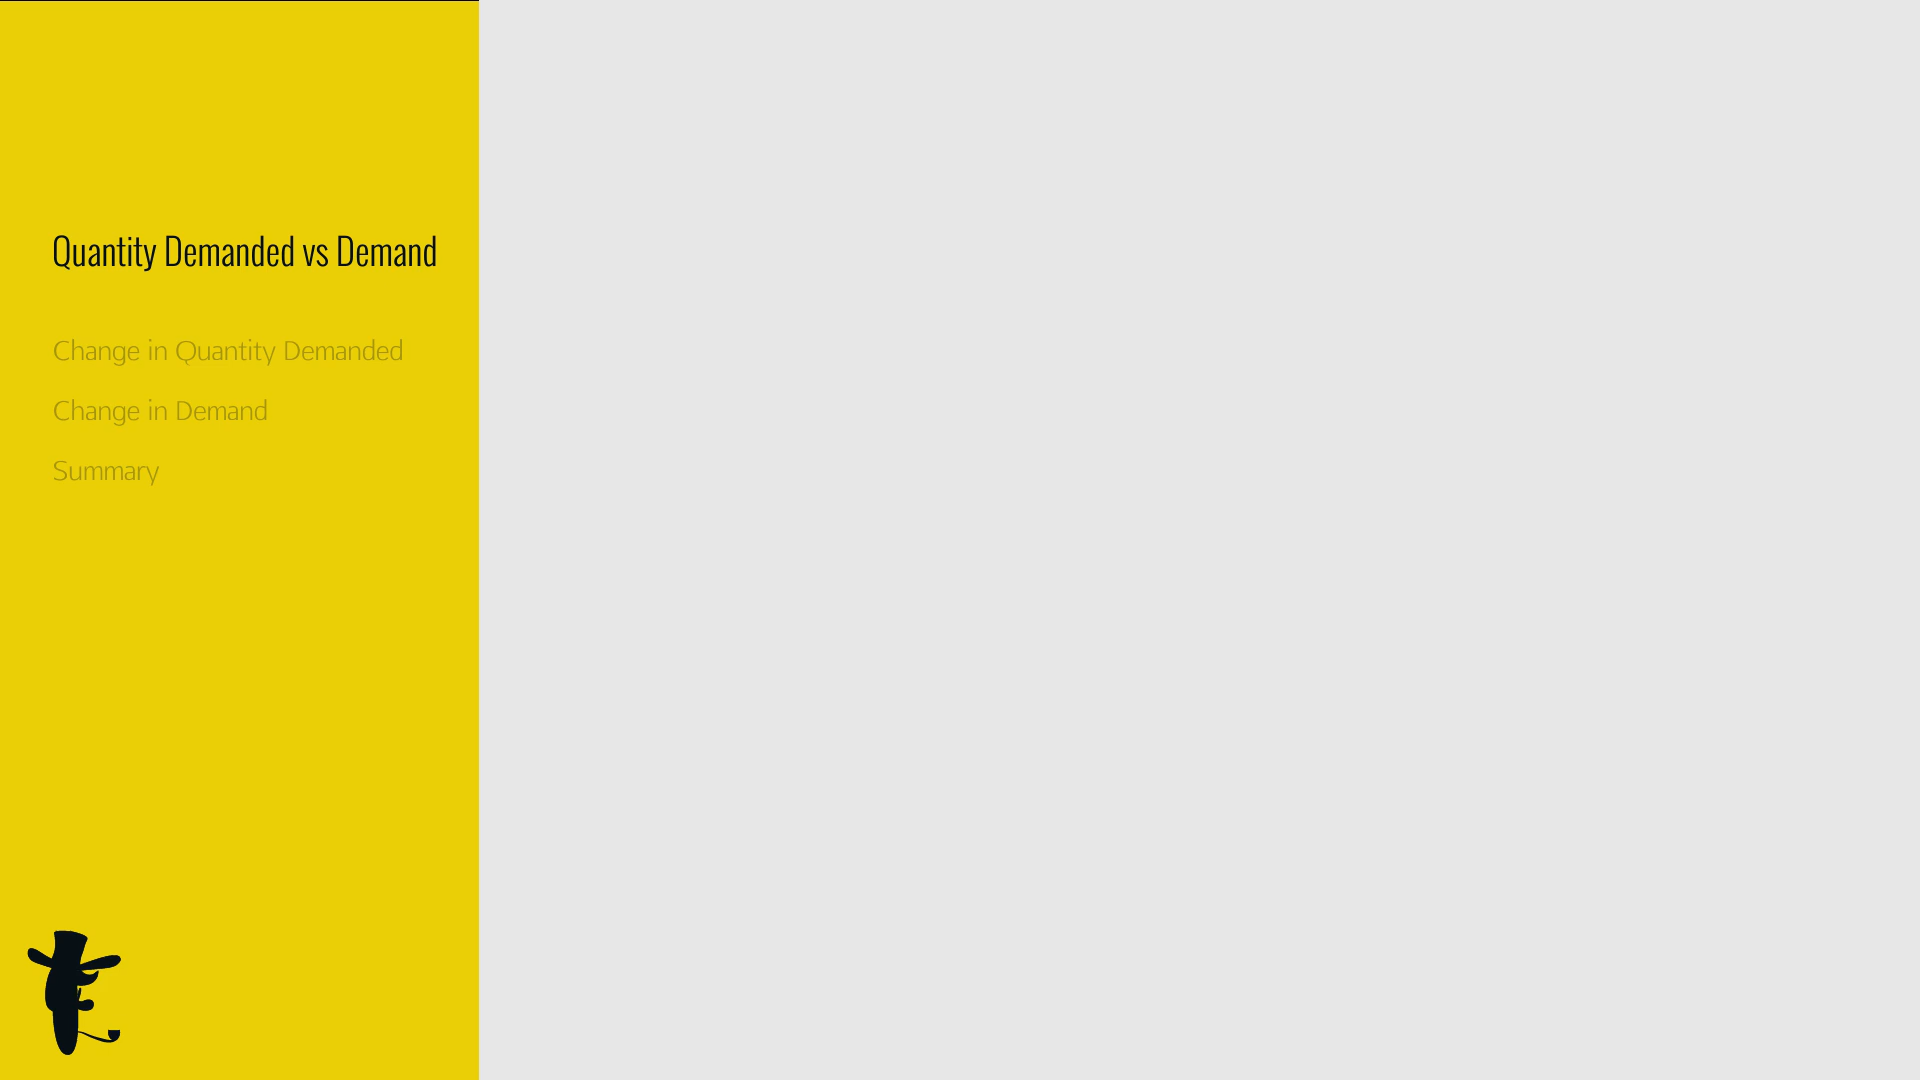 Quantity Demanded vs Demand
Change in Quantity Demanded
Change in Demand
Summary